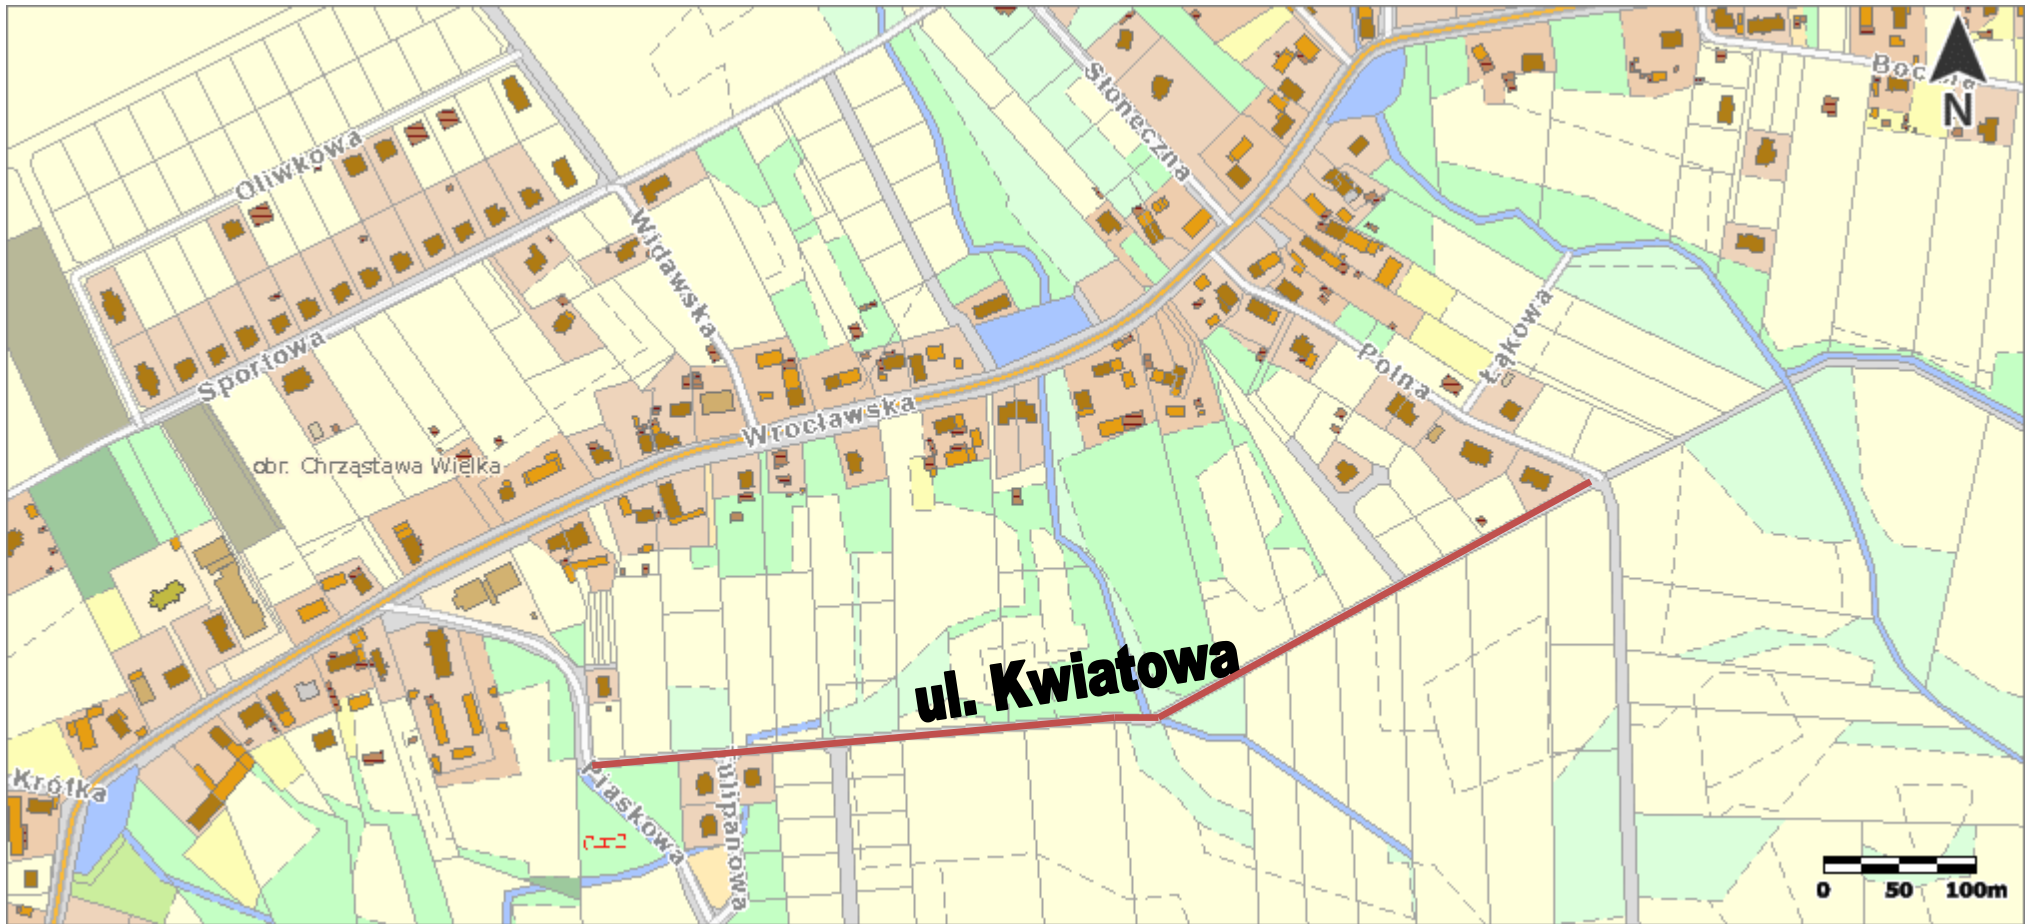 Słoneczna
N
Oliwkowa
Widawska
Łąkowa
Sportowa
Polna
Wrocławska
obr. Chrząstawa Wielka
ul. Kwiatowa
Krótka
Piaskowa
Tulipanowa
0 50 100m